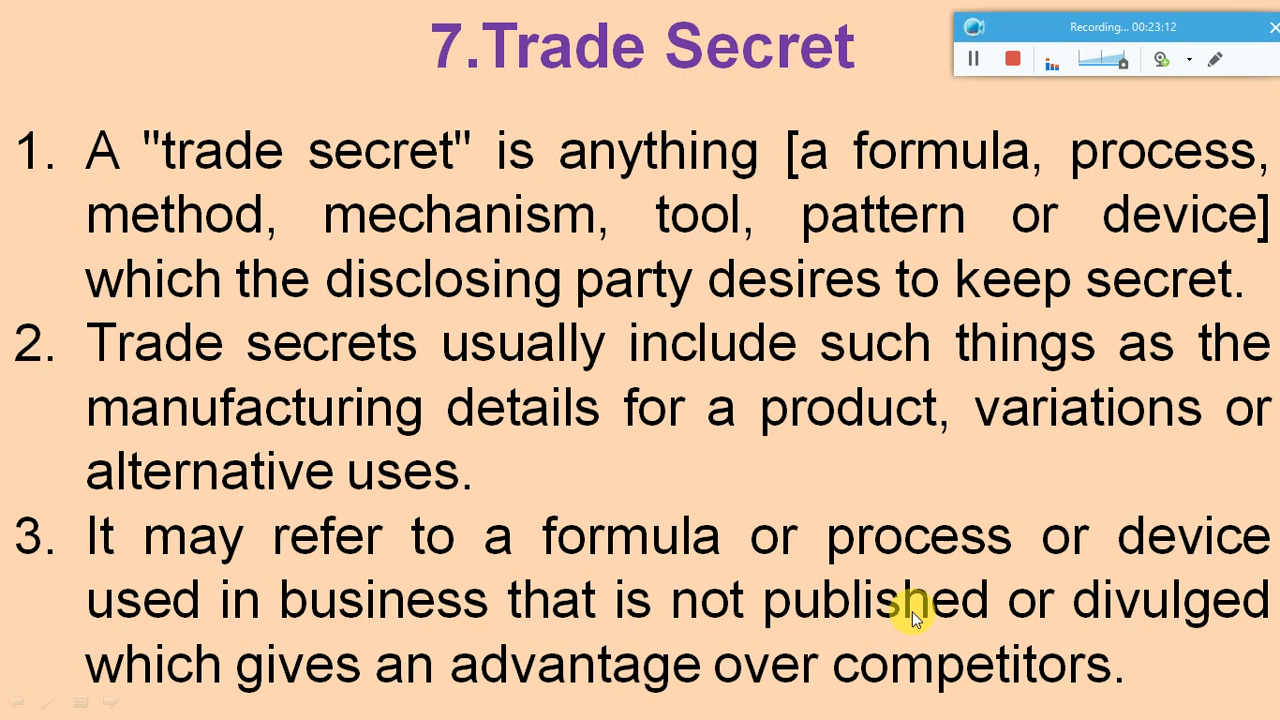 7.Trade Secret
Recording... 00:23:12
1. A "trade secret" is anything [a formula, process,
method, mechanism, tool, pattern or device]
which the disclosing party desires to keep secret.
2. Trade secrets usually include such things as the
manufacturing details for a product, variations or
alternative uses.
3. It may refer to a formula or process or device
used in business that is not published or divulged
which gives an advantage over competitors.